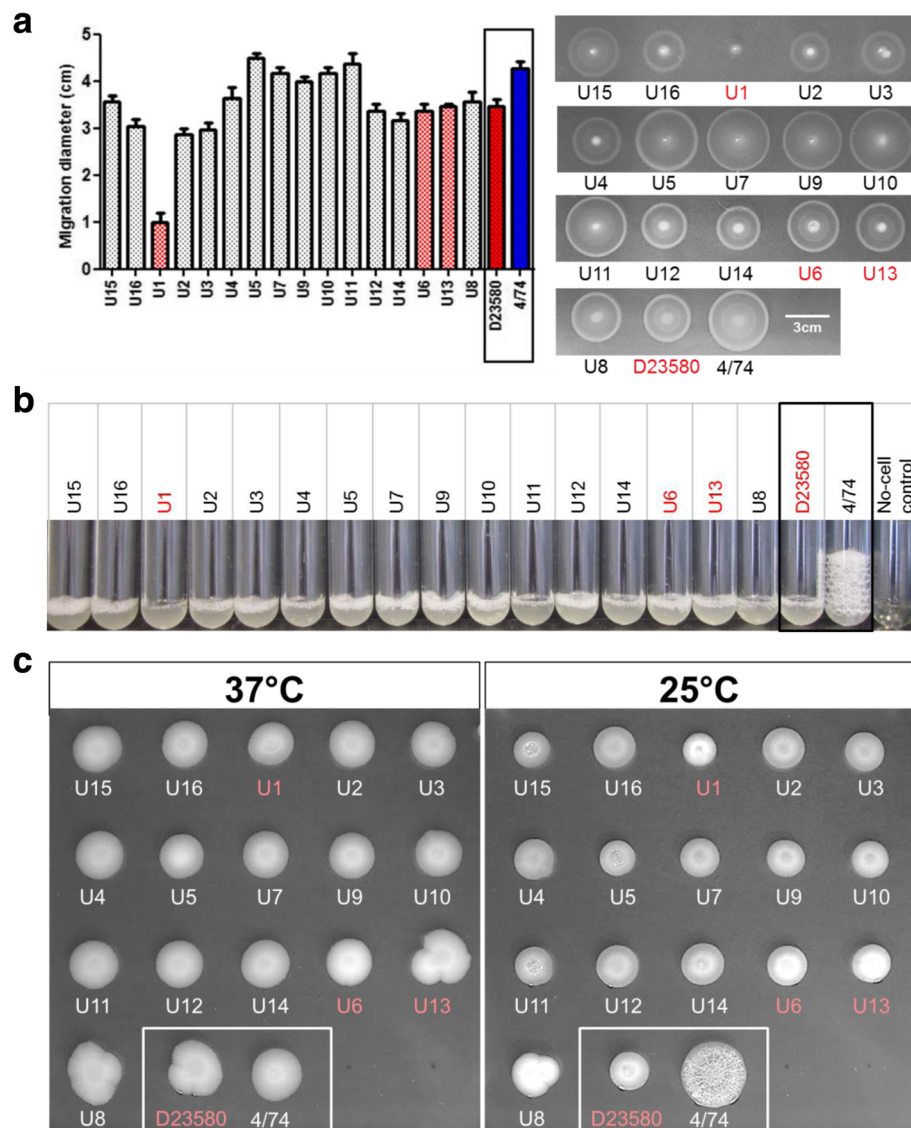 a
Migration diameter (cm)
5
4
3
2
1
0
U15 U16 U1 U2 U3 U4 U5 U7 U9 U10 U11 U12 U14 U6 U13 U8 D23580 4/74
U15 U16 U1 U2 U3
U4 U5 U7 U9 U10
U11 U12 U14 U6 U13
3cm
U8 D23580 4/74
b
U15 U16 U1 U2 U3 U4 U5 U7 U9 U10 U11 U12 U14 U6 U13 U8 D23580 4/74 No-cell control
c
37°C
U15 U16 U1 U2 U3
U4 U5 U7 U9 U10
U11 U12 U14 U6 U13
U8 D23580 4/74
25°C
U15 U16 U1 U2 U3
U4 U5 U7 U9 U10
U11 U12 U14 U6 U13
U8 D23580 4/74